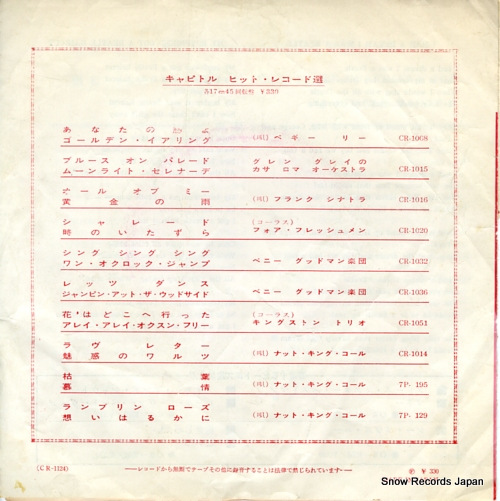 キャピトル ヒット・レコード選
各17cm45回転盤 ￥330
ゴールデン・イアリング (唄) ペギー リー CR-1008
ブルース オン パレード グレン グレイの
ムーンライト・セレナーデ カサ ロマ オーケストラ CR-1015
オール オブ ミー
黄金の雨 (唄) フランク シナトラ CR-1016
シャレード (コーラス)
時のいたずら フォア・フレッシュメン CR-1020
シング シング シング
ワン・オクロック・ジャンプ ベニー グッドマン楽団 CR-1032
レッツ ダンス
ジャンピン・アット・ザ・ウッドサイド ベニー グッドマン楽団 CR-1036
花はどこへ行った (コーラス)
アレイ・アレイ・オクスン・フリー キングストン トリオ CR-1051
ラヴ レター
魅惑のワルツ (唄) ナット・キング・コール CR-1014
枯葉
慕情 (唄) ナット・キング・コール 7P-195
ランブリン ローズ
想いはるかに (唄) ナット・キング・コール 7P-129
(CR-1124) ──レコードから無断でテープその他に録音することは法律で禁じられています── Ⓟ ￥330
Snow Records Japan